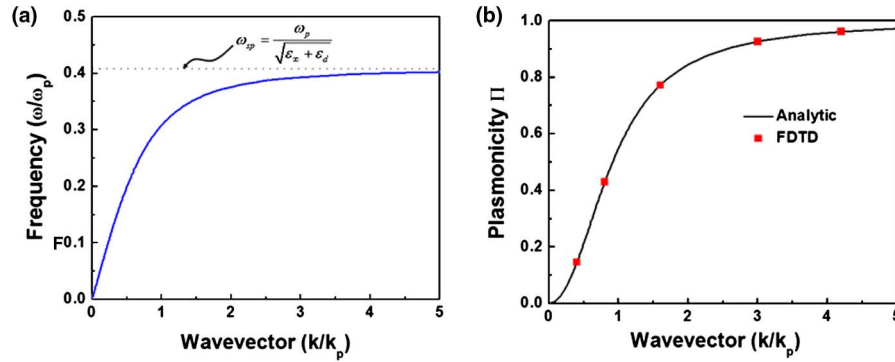 (a)
0.5
0.4
0.3
0.2
F0.1
0.0
Frequency (ω/ω_p)
ω_sp = ω_p / √(ε_∞ + ε_d)
0 1 2 3 4 5
Wavevector (k/k_p)
(b)
1.0
0.8
0.6
0.4
0.2
0.0
Plasmonicity Π
Analytic
FDTD
0 1 2 3 4 5
Wavevector (k/k_p)